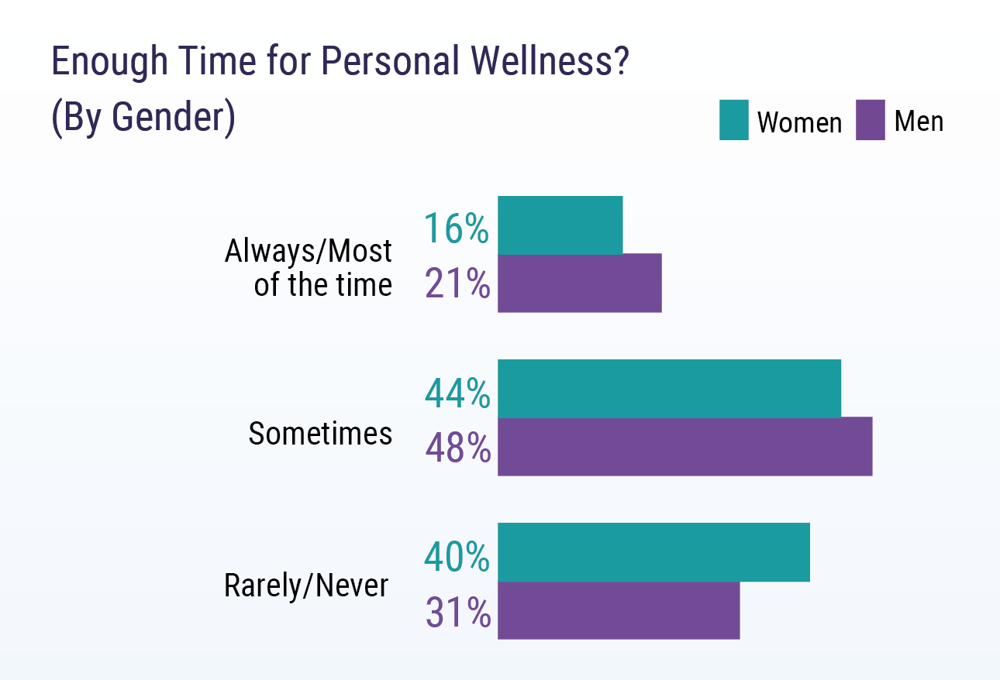 Enough Time for Personal Wellness?
(By Gender)
Women Men
16%
Always/Most
of the time
21%
44%
Sometimes
48%
40%
Rarely/Never
31%